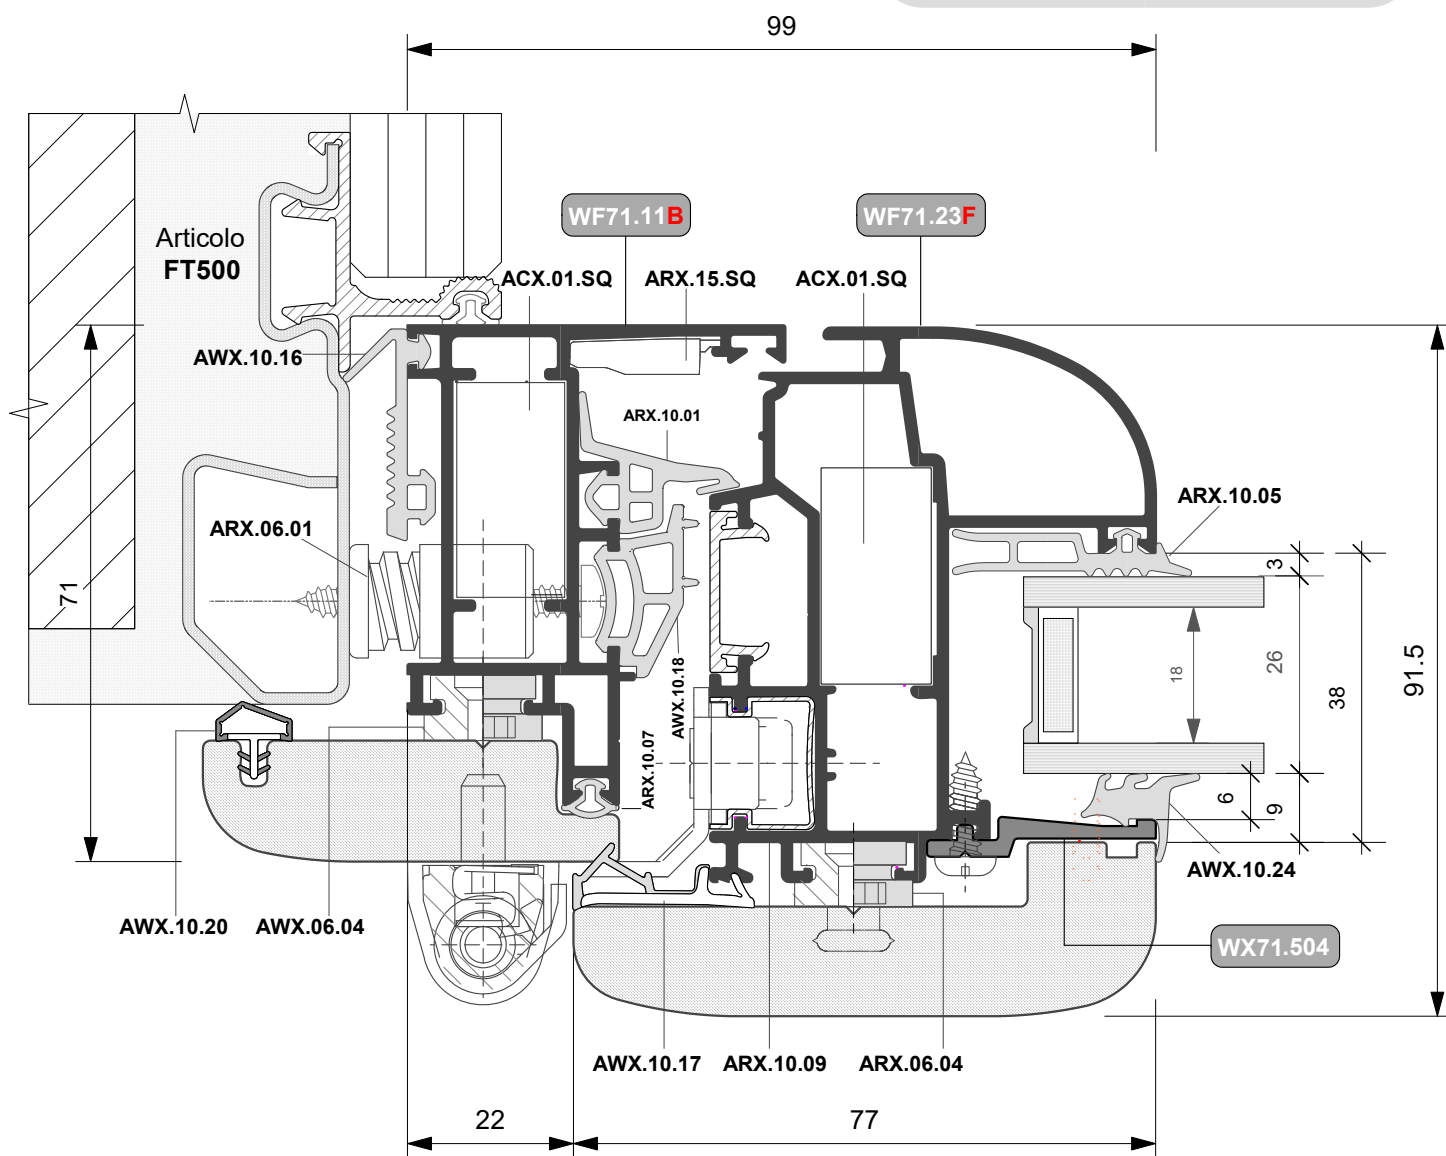 99
WF71.11B
WF71.23F
Articolo
FT500
ACX.01.SQ
ARX.15.SQ
ACX.01.SQ
AWX.10.16
ARX.10.01
ARX.10.05
ARX.06.01
3
71
AWX.10.18
18
26
38
91.5
ARX.10.07
6
9
AWX.10.24
AWX.10.20
AWX.06.04
WX71.504
AWX.10.17
ARX.10.09
ARX.06.04
22
77